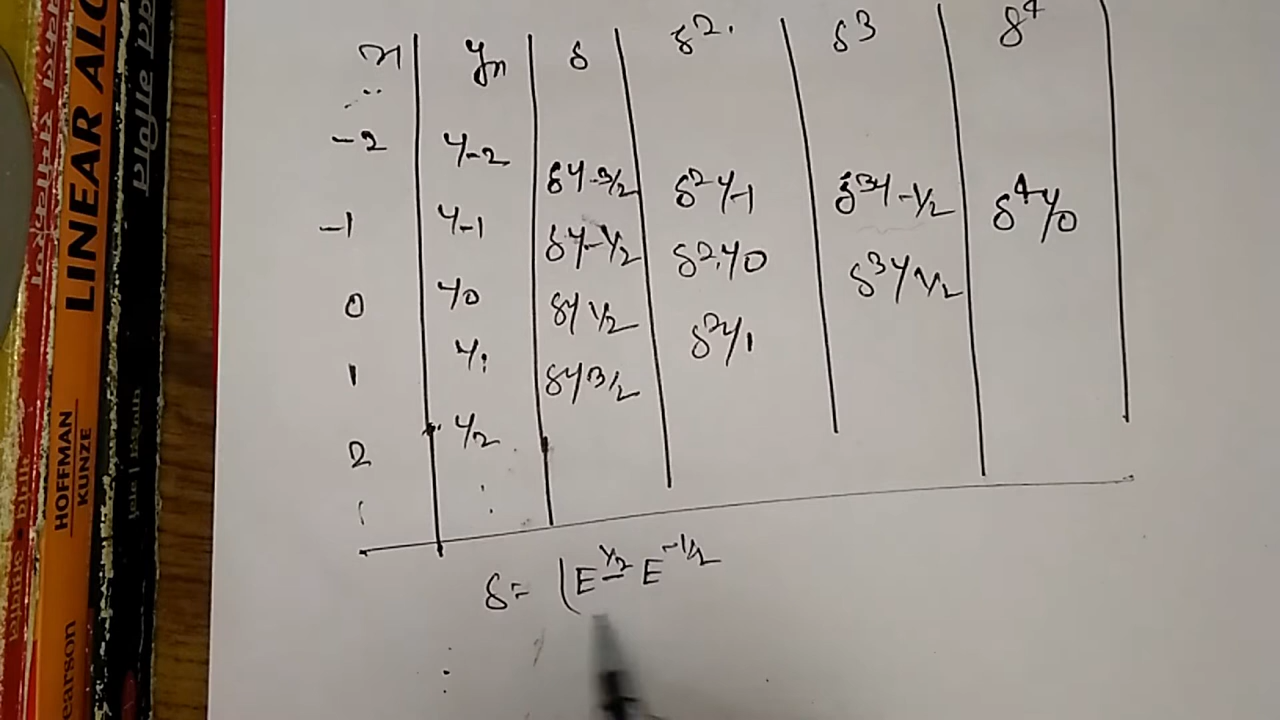 x yₙ δ δ² δ³ δ⁴
-2 y-2
δy-3/2 δ²y-1 δ³y-1/2 δ⁴y0
-1 y-1
δy-1/2 δ²y0
0 y0 δy1/2 δ³y1/2
1 y1 δy3/2 δ²y1
2 y2
δ= (E^1/2 - E^-1/2
LINEAR ALG
HOFFMAN
KUNZE
earson